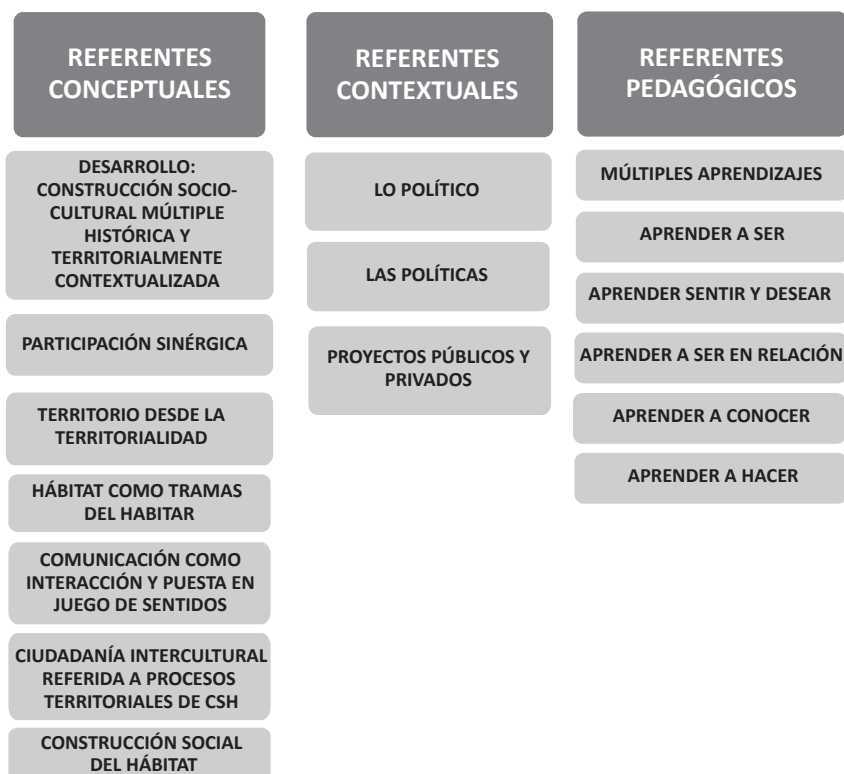 REFERENTES
CONCEPTUALES
DESARROLLO:
CONSTRUCCIÓN SOCIO-
CULTURAL MÚLTIPLE
HISTÓRICA Y
TERRITORIALMENTE
CONTEXTUALIZADA
PARTICIPACIÓN SINÉRGICA
TERRITORIO DESDE LA
TERRITORIALIDAD
HÁBITAT COMO TRAMAS
DEL HABITAR
COMUNICACIÓN COMO
INTERACCIÓN Y PUESTA EN
JUEGO DE SENTIDOS
CIUDADANÍA INTERCULTURAL
REFERIDA A PROCESOS
TERRITORIALES DE CSH
CONSTRUCCIÓN SOCIAL
DEL HÁBITAT
REFERENTES
CONTEXTUALES
LO POLÍTICO
LAS POLÍTICAS
PROYECTOS PÚBLICOS Y
PRIVADOS
REFERENTES
PEDAGÓGICOS
MÚLTIPLES APRENDIZAJES
APRENDER A SER
APRENDER SENTIR Y DESEAR
APRENDER A SER EN RELACIÓN
APRENDER A CONOCER
APRENDER A HACER